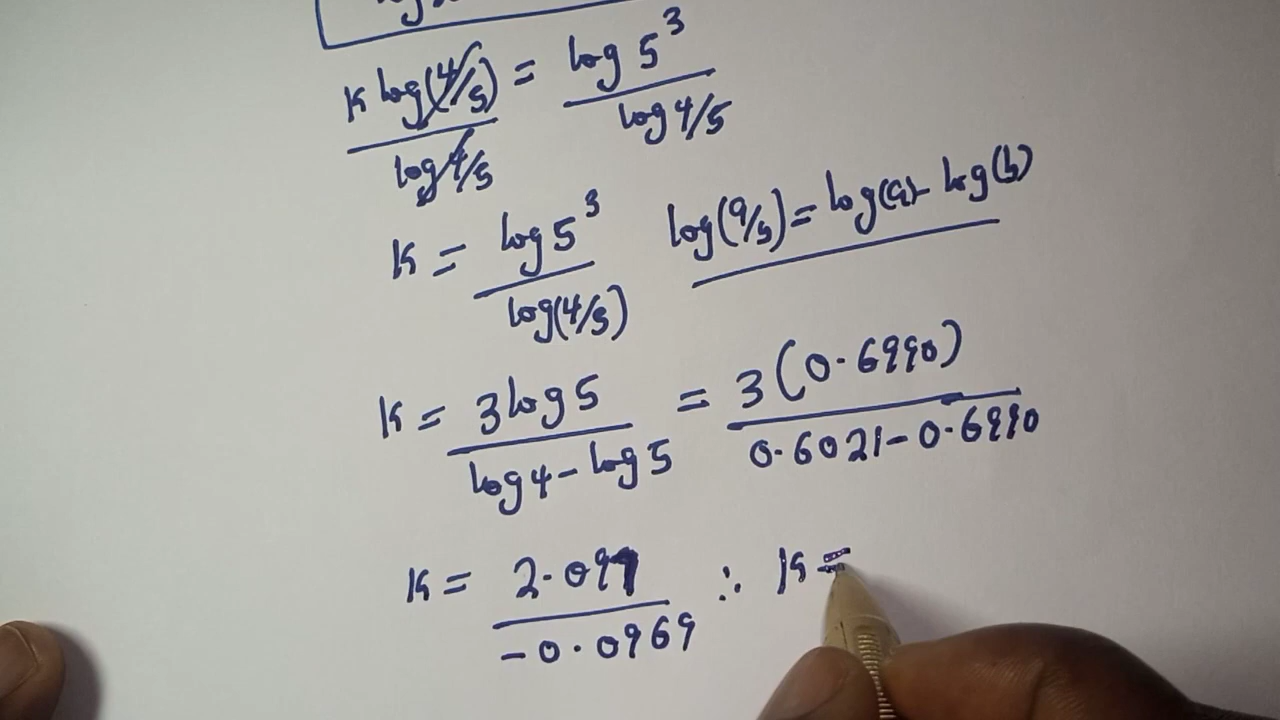 K log(4/5) / log 4/5 = log 5³ / log 4/5
K = log 5³ / log(4/5) log(a/b) = log(a) - log(b)
K = 3 log 5 / log 4 - log 5 = 3(0.6990) / 0.6021 - 0.6990
K = 2.097 / -0.0969 ∴ K =